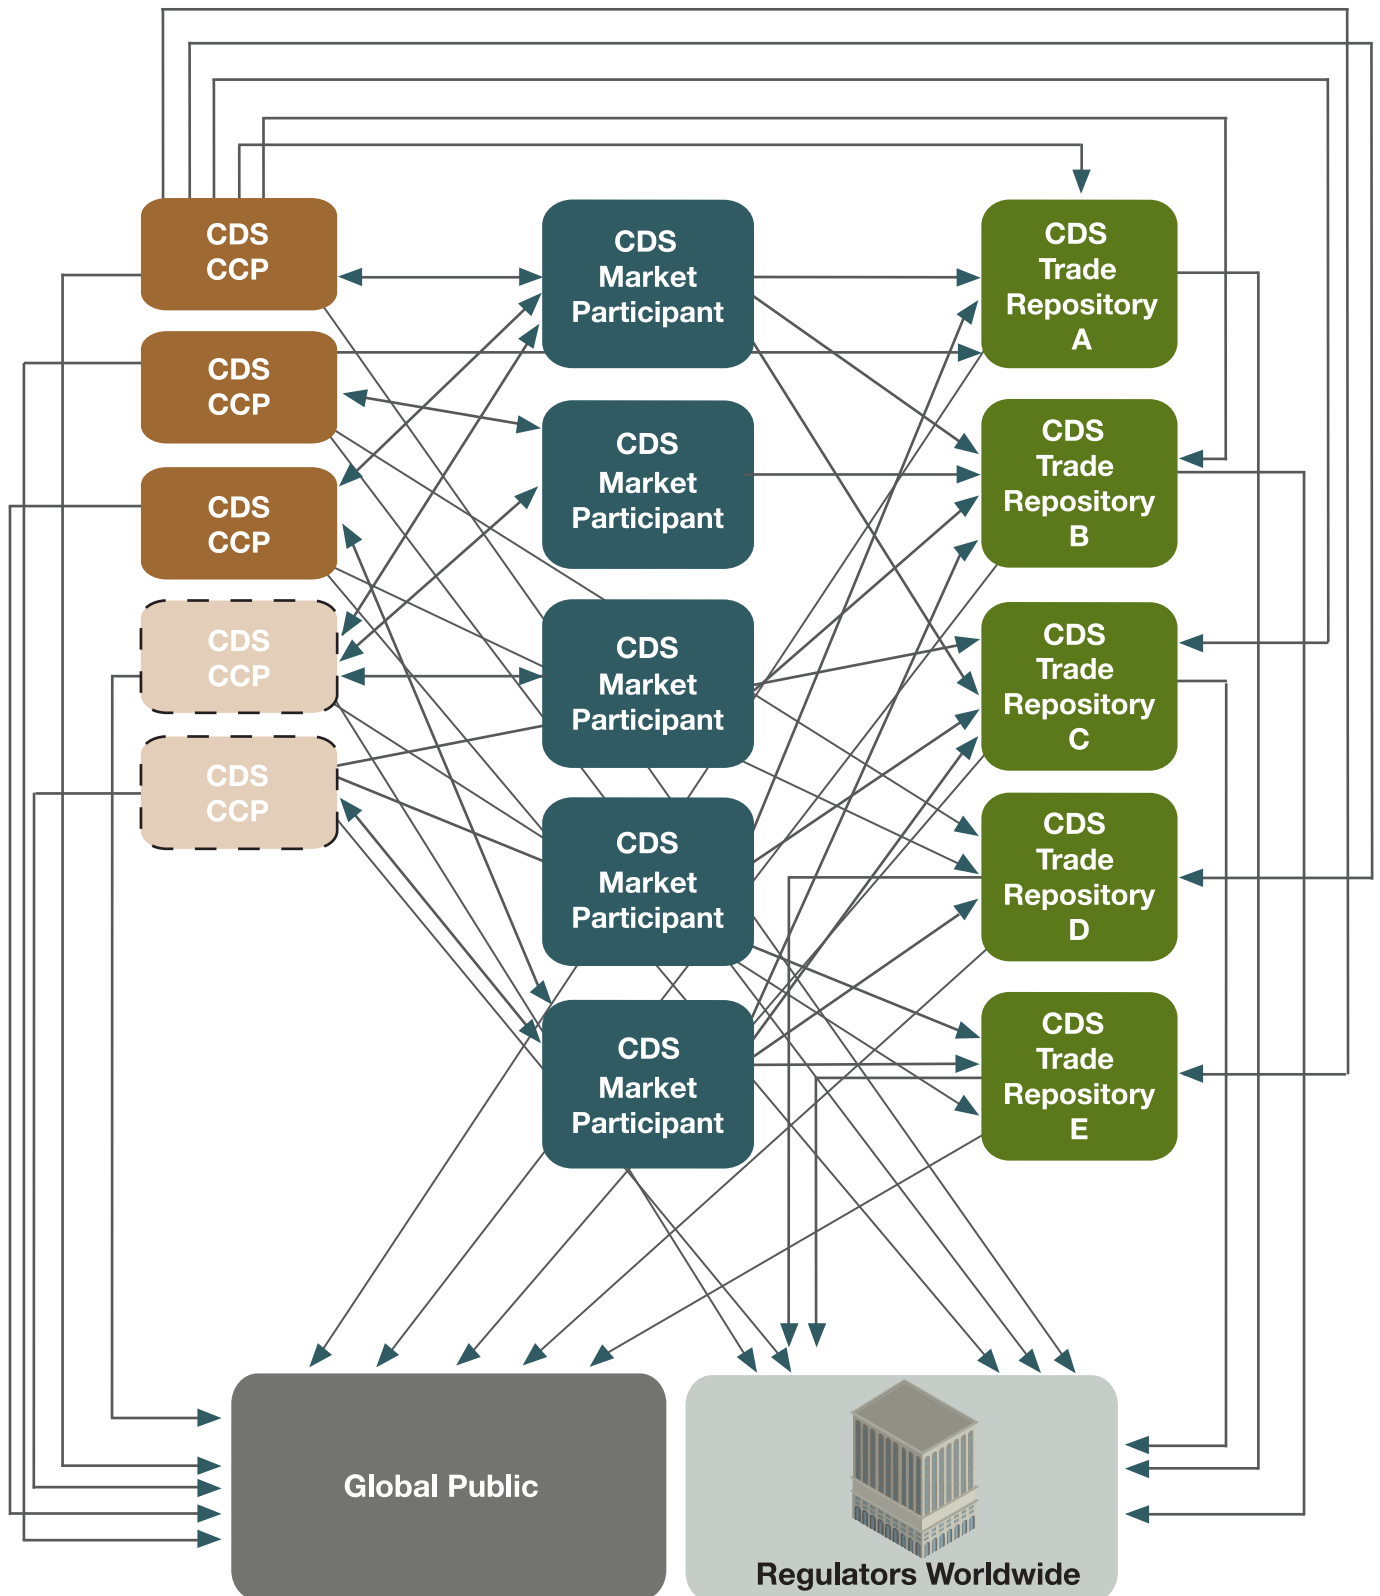 CDS
CCP
CDS
CCP
CDS
CCP
CDS
CCP
CDS
CCP
CDS
Market
Participant
CDS
Market
Participant
CDS
Market
Participant
CDS
Market
Participant
CDS
Market
Participant
CDS
Trade
Repository
A
CDS
Trade
Repository
B
CDS
Trade
Repository
C
CDS
Trade
Repository
D
CDS
Trade
Repository
E
Global Public
Regulators Worldwide